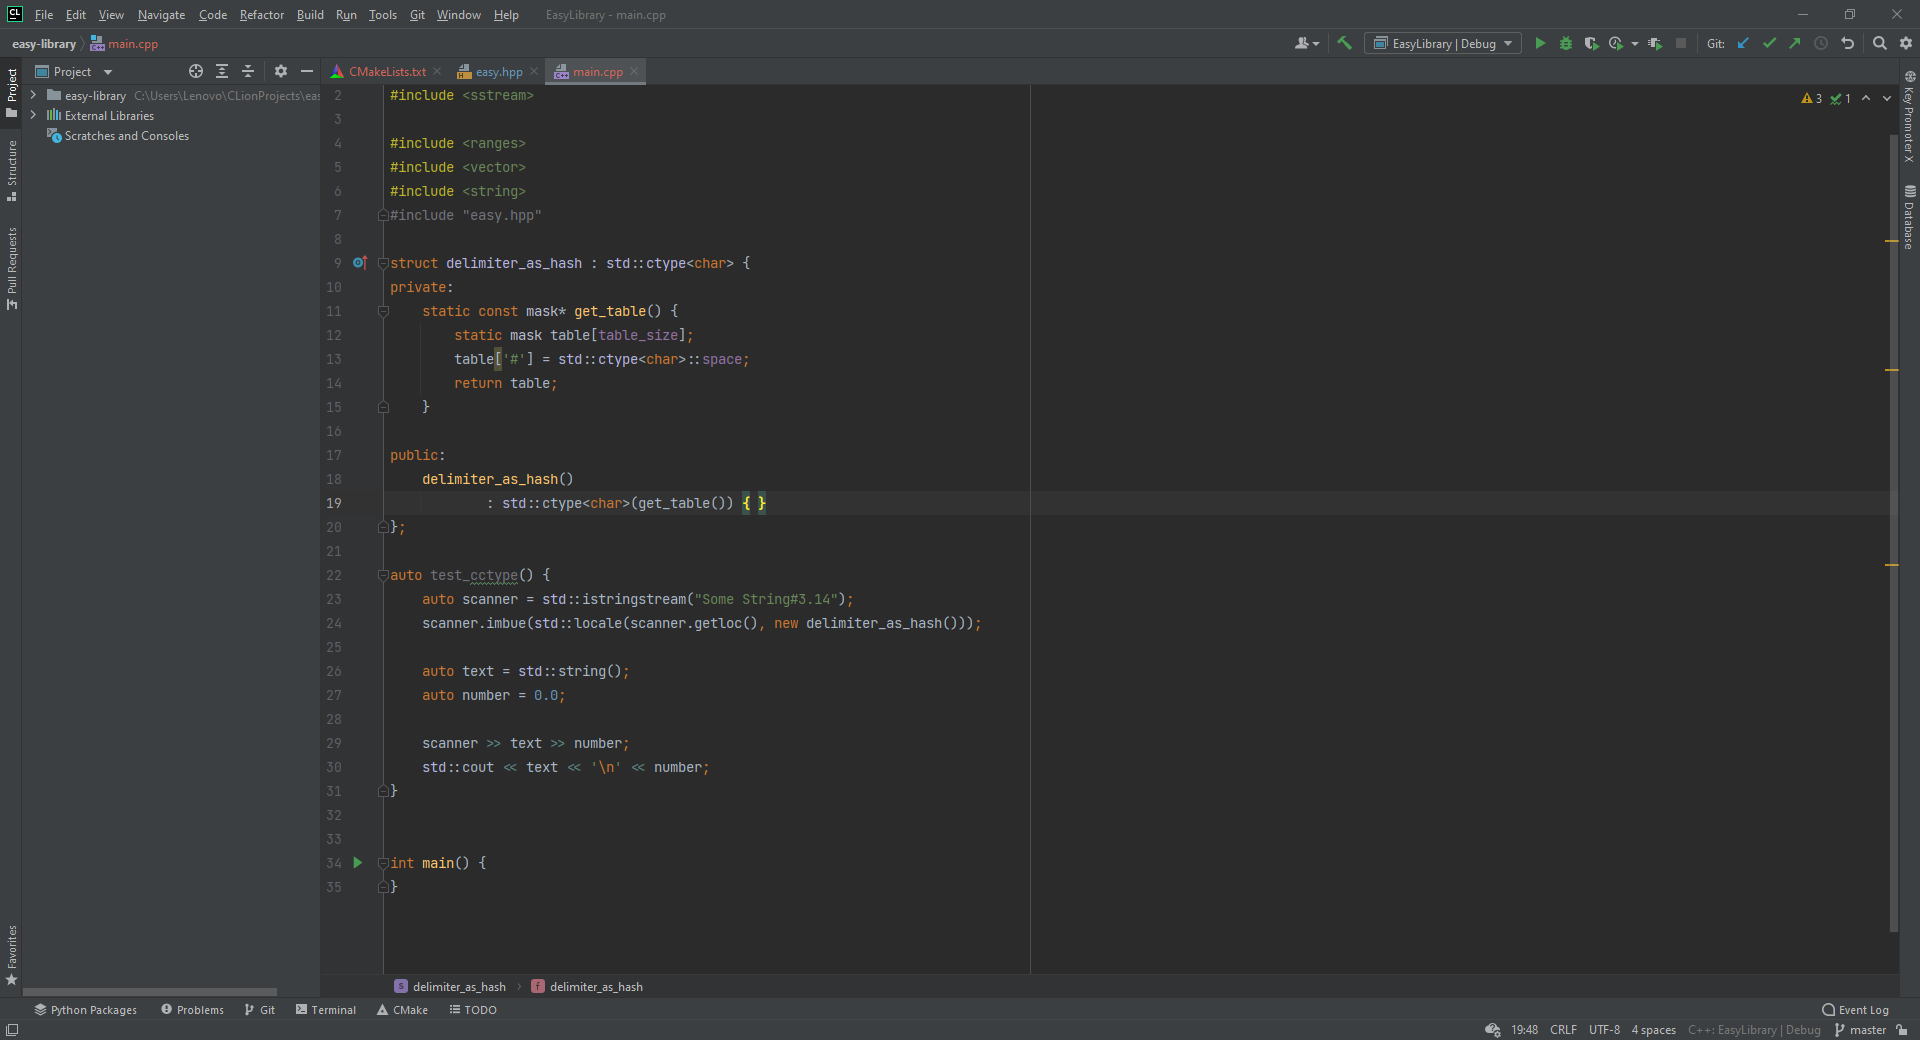 CL File Edit View Navigate Code Refactor Build Run Tools Git Window Help EasyLibrary - main.cpp
easy-library main.cpp EasyLibrary | Debug Git:
Project CMakeLists.txt easy.hpp main.cpp
easy-library C:\Users\Lenovo\CLionProjects\eas
External Libraries
Scratches and Consoles
Project
Structure
Pull Requests
Favorites
3 1
2 #include <sstream>
3
4 #include <ranges>
5 #include <vector>
6 #include <string>
7 #include "easy.hpp"
8
9 struct delimiter_as_hash : std::ctype<char> {
10 private:
11 static const mask* get_table() {
12 static mask table[table_size];
13 table['#'] = std::ctype<char>::space;
14 return table;
15 }
16
17 public:
18 delimiter_as_hash()
19 : std::ctype<char>(get_table()) { }
20 };
21
22 auto test_cctype() {
23 auto scanner = std::istringstream("Some String#3.14");
24 scanner.imbue(std::locale(scanner.getloc(), new delimiter_as_hash()));
25
26 auto text = std::string();
27 auto number = 0.0;
28
29 scanner >> text >> number;
30 std::cout << text << '\n' << number;
31 }
32
33
34 int main() {
35 }
Key Promoter X
Database
s delimiter_as_hash f delimiter_as_hash
Python Packages Problems Git Terminal CMake TODO Event Log
19:48 CRLF UTF-8 4 spaces C++: EasyLibrary | Debug master